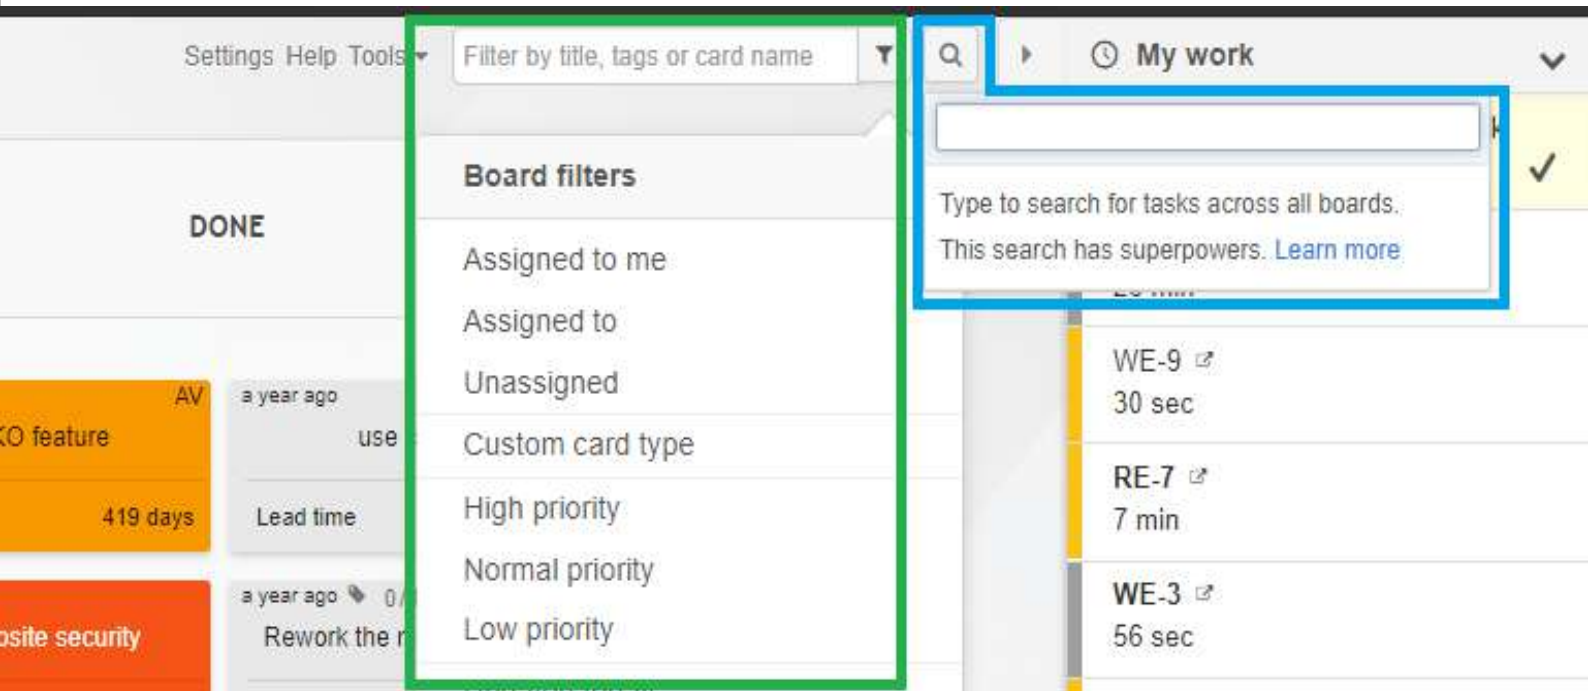 Settings Help Tools
Filter by title, tags or card name
My work
Type to search for tasks across all boards.
This search has superpowers. Learn more
DONE
Board filters
Assigned to me
Assigned to
Unassigned
Custom card type
High priority
Normal priority
Low priority
AV
KO feature
419 days
a year ago
use
Lead time
security
a year ago 0/
Rework the
WE-9
30 sec
RE-7
7 min
WE-3
56 sec